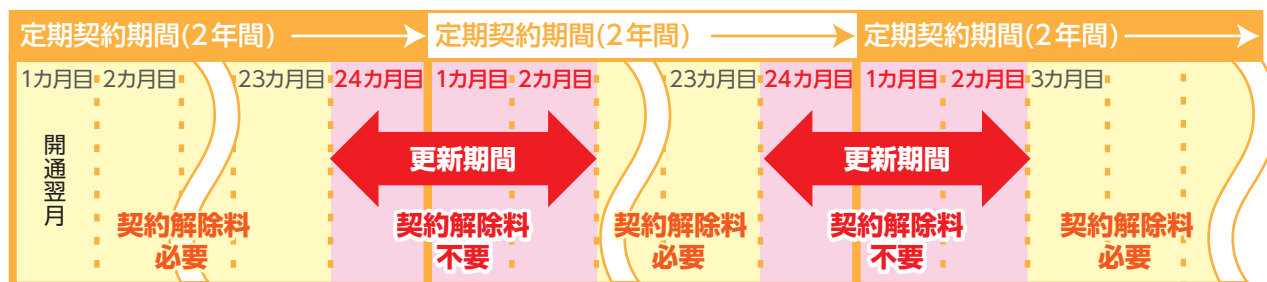 定期契約期間(2年間)
定期契約期間(2年間)
定期契約期間(2年間)
1カ月目
2カ月目
23カ月目
24カ月目
1カ月目
2カ月目
23カ月目
24カ月目
1カ月目
2カ月目
3カ月目
開通翌月
更新期間
更新期間
契約解除料
必要
契約解除料
不要
契約解除料
必要
契約解除料
不要
契約解除料
必要